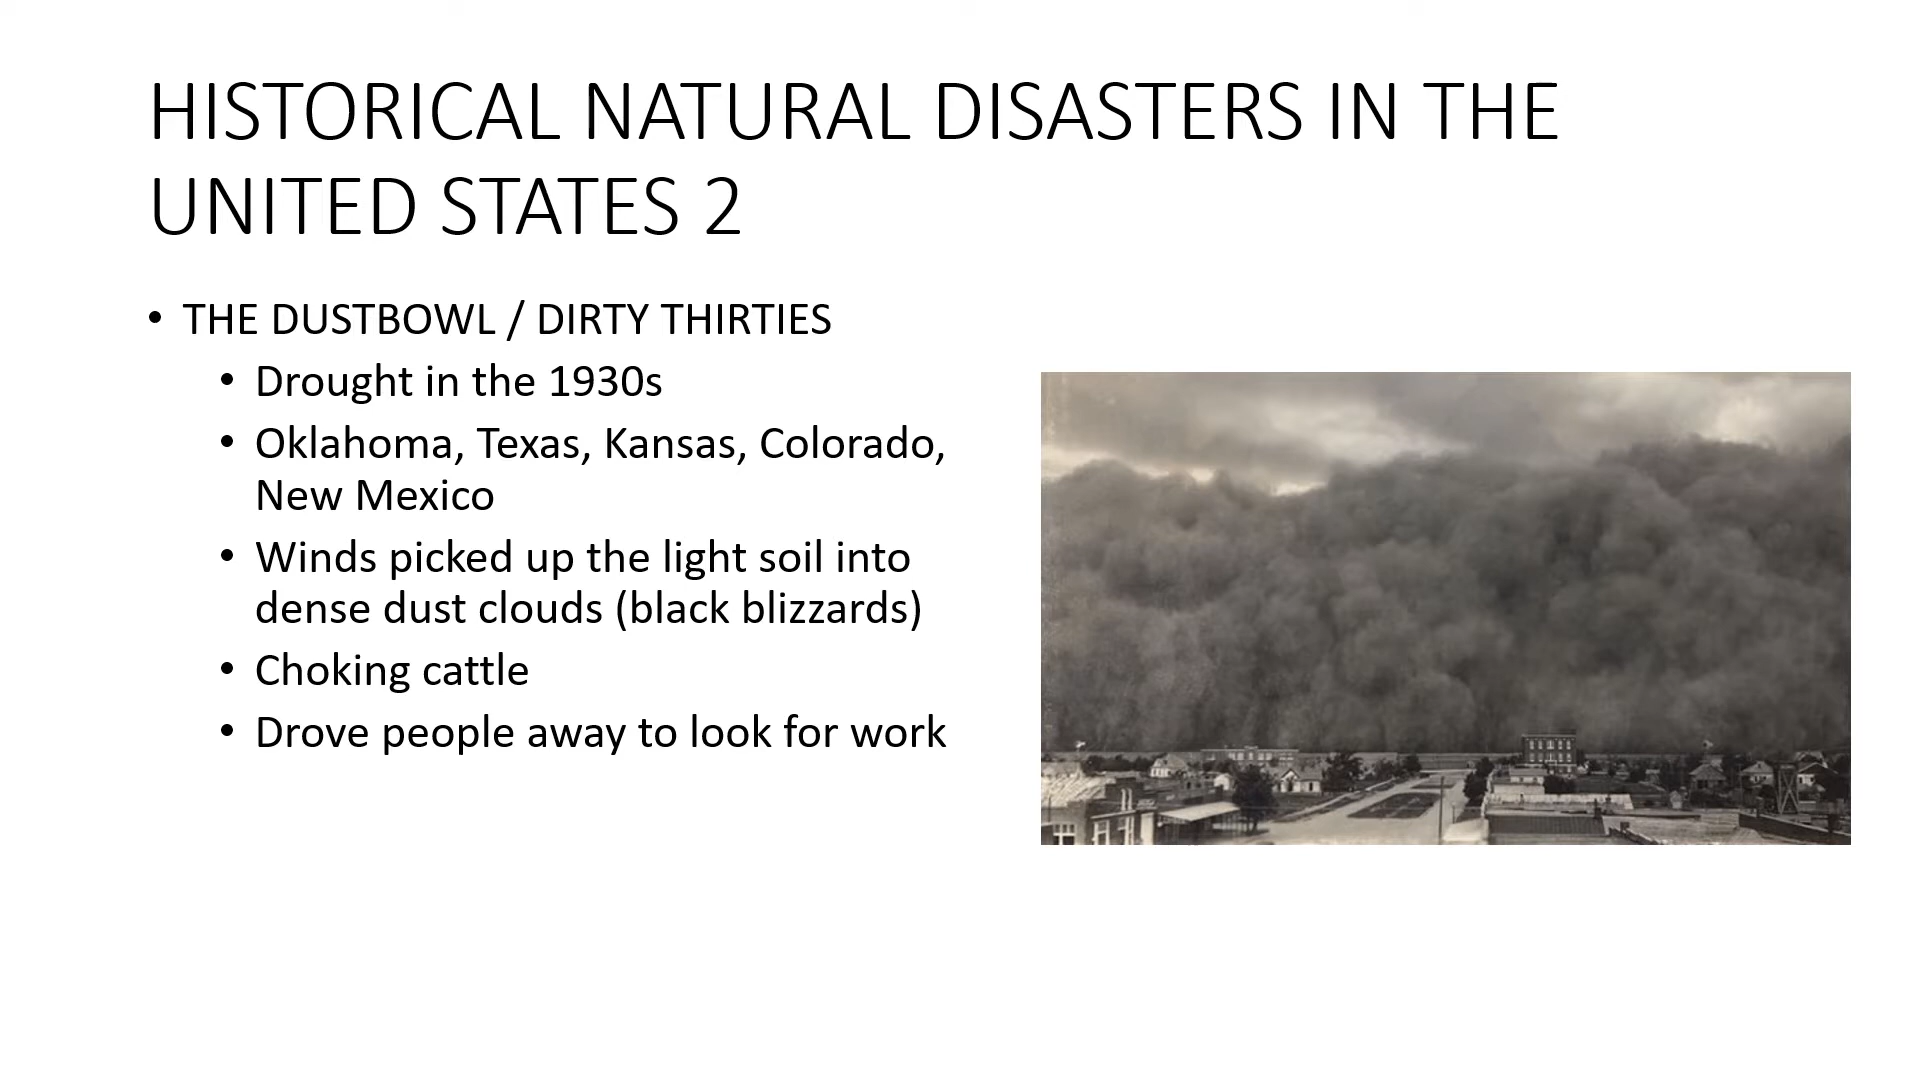 HISTORICAL NATURAL DISASTERS IN THE
UNITED STATES 2
• THE DUSTBOWL / DIRTY THIRTIES
• Drought in the 1930s
• Oklahoma, Texas, Kansas, Colorado,
New Mexico
• Winds picked up the light soil into
dense dust clouds (black blizzards)
• Choking cattle
• Drove people away to look for work